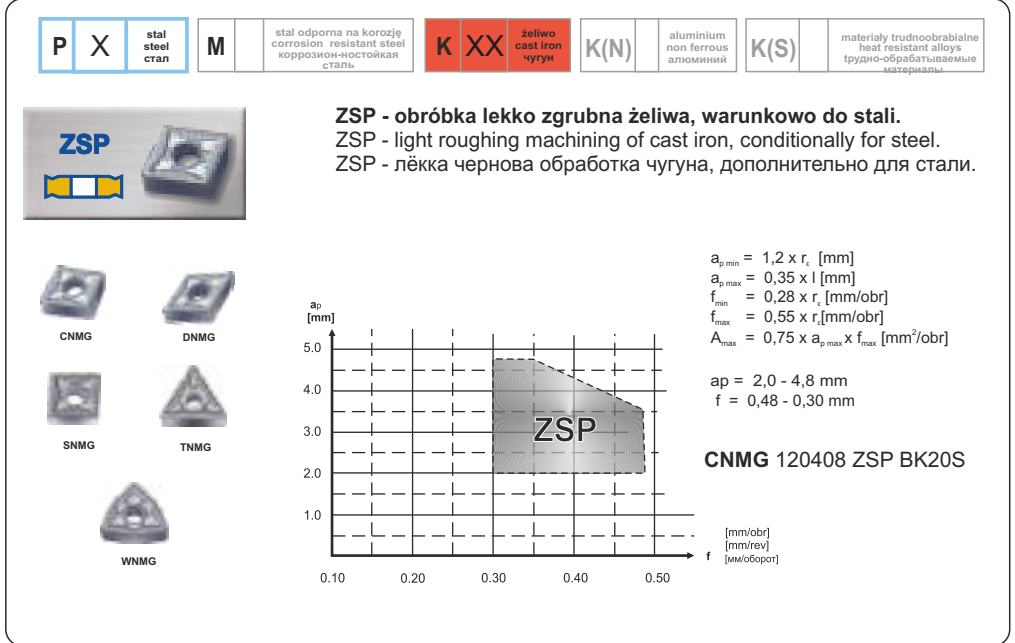 P X stal
steel
стал
M stal odporna na korozję
corrosion resistant steel
коррозион-ностойкая
сталь
K XX żeliwo
cast iron
чугун
K(N) aluminium
non ferrous
алюминий
K(S) materiały trudnoobrabialne
heat resistant alloys
tрудно-обрабатываемые
материалы
ZSP
ZSP - obróbka lekko zgrubna żeliwa, warunkowo do stali.
ZSP - light roughing machining of cast iron, conditionally for steel.
ZSP - лёкка чернова обработка чугуна, дополнительно для стали.
CNMG
DNMG
SNMG
TNMG
WNMG
ap
[mm]
5.0
4.0
3.0
2.0
1.0
ZSP
0.10 0.20 0.30 0.40 0.50
f
[mm/obr]
[mm/rev]
[мм/оборот]
ap min = 1,2 x rε [mm]
ap max = 0,35 x l [mm]
fmin = 0,28 x rε [mm/obr]
fmax = 0,55 x rε[mm/obr]
Amax = 0,75 x ap max x fmax [mm²/obr]
ap = 2,0 - 4,8 mm
f = 0,48 - 0,30 mm
CNMG 120408 ZSP BK20S